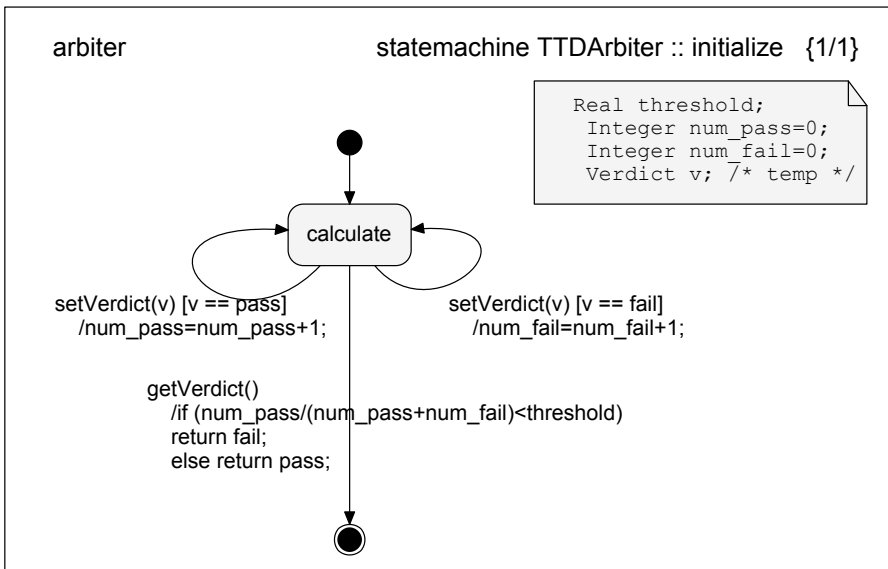 arbiter
statemachine TTDArbiter :: initialize {1/1}
Real threshold;
Integer num_pass=0;
Integer num_fail=0;
Verdict v; /* temp */
calculate
setVerdict(v) [v == pass]
/num_pass=num_pass+1;
setVerdict(v) [v == fail]
/num_fail=num_fail+1;
getVerdict()
/if (num_pass/(num_pass+num_fail)<threshold)
return fail;
else return pass;